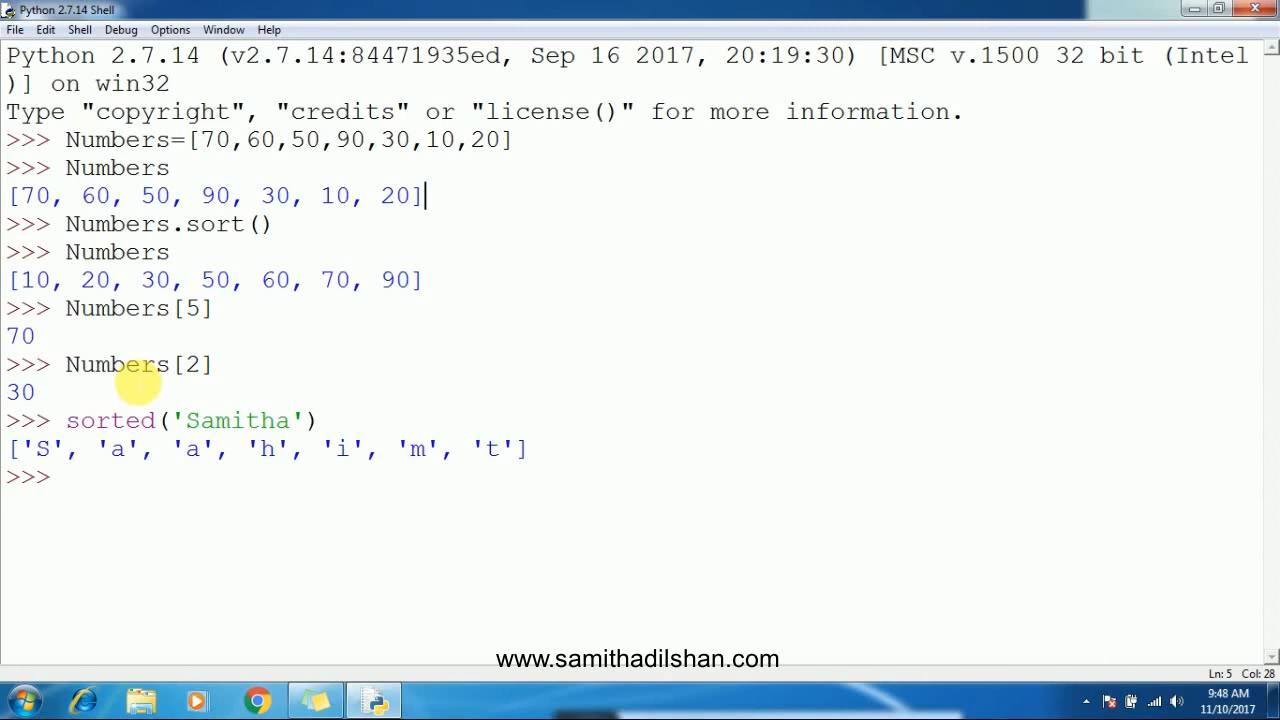 Python 2.7.14 Shell
File Edit Shell Debug Options Window Help
Python 2.7.14 (v2.7.14:84471935ed, Sep 16 2017, 20:19:30) [MSC v.1500 32 bit (Intel
)] on win32
Type "copyright", "credits" or "license()" for more information.
>>> Numbers=[70,60,50,90,30,10,20]
>>> Numbers
[70, 60, 50, 90, 30, 10, 20]
>>> Numbers.sort()
>>> Numbers
[10, 20, 30, 50, 60, 70, 90]
>>> Numbers[5]
70
>>> Numbers[2]
30
>>> sorted('Samitha')
['S', 'a', 'a', 'h', 'i', 'm', 't']
>>>
www.samithadilshan.com
Ln: 5 Col: 28
9:48 AM
11/10/2017